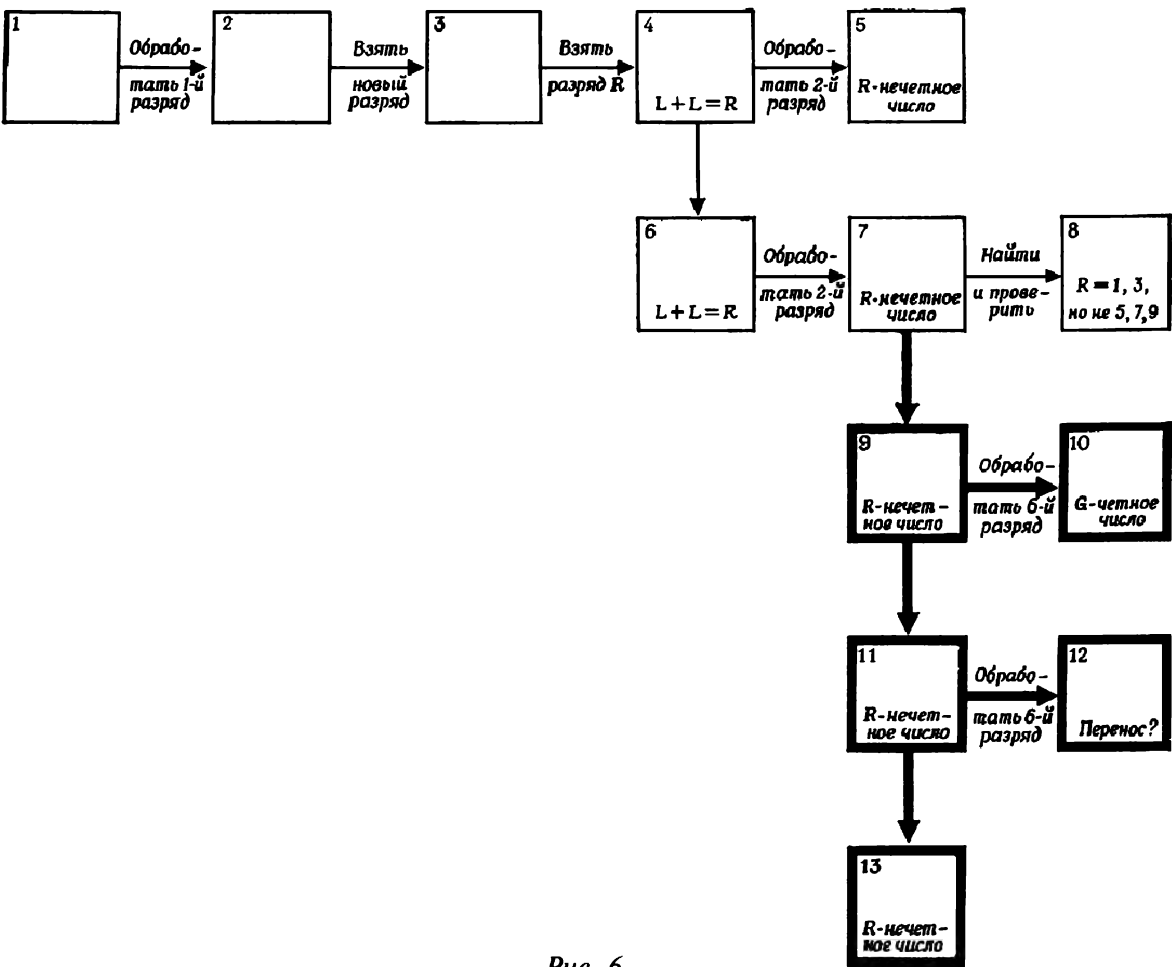 1
Обрабо-
тать 1-й
разряд
2
Взять
новый
разряд
3
Взять
разряд R
4
L + L = R
Обрабо-
тать 2-й
разряд
5
R-нечетное
число
6
L + L = R
Обрабо-
тать 2-й
разряд
7
R-нечетное
число
Найти
и прове-
рить
8
R = 1, 3,
но не 5, 7, 9
9
R-нечет-
ное число
Обрабо-
тать 6-й
разряд
10
G-четное
число
11
R-нечет-
ное число
Обрабо-
тать 6-й
разряд
12
Перенос?
13
R-нечет-
ное число
Рис. 6